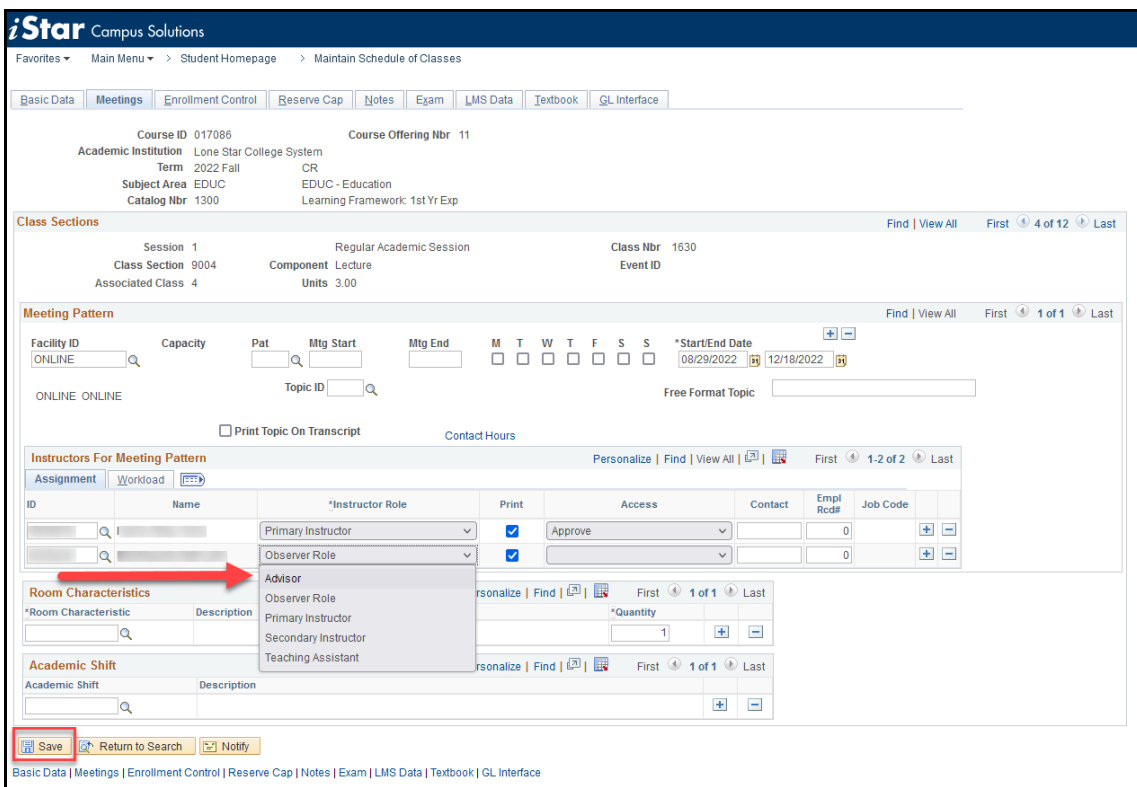 iStar Campus Solutions
Favorites Main Menu > Student Homepage > Maintain Schedule of Classes
Basic Data Meetings Enrollment Control Reserve Cap Notes Exam LMS Data Textbook GL Interface
Course ID 017086 Course Offering Nbr 11
Academic Institution Lone Star College System
Term 2022 Fall CR
Subject Area EDUC EDUC - Education
Catalog Nbr 1300 Learning Framework: 1st Yr Exp
Class Sections Find | View All First 4 of 12 Last
Session 1 Regular Academic Session Class Nbr 1630
Class Section 9004 Component Lecture Event ID
Associated Class 4 Units 3.00
Meeting Pattern Find | View All First 1 of 1 Last
Facility ID Capacity Pat Mtg Start Mtg End M T W T F S S *Start/End Date
ONLINE 08/29/2022 12/18/2022
ONLINE ONLINE Topic ID Free Format Topic
Print Topic On Transcript Contact Hours
Instructors For Meeting Pattern Personalize | Find | View All | | First 1-2 of 2 Last
Assignment Workload
ID Name *Instructor Role Print Access Contact Empl Rcd# Job Code
Primary Instructor Approve 0
Observer Role 0
Advisor
Observer Role
Primary Instructor
Secondary Instructor
Teaching Assistant
Room Characteristics rsonalize | Find | | First 1 of 1 Last
*Room Characteristic Description *Quantity
1
Academic Shift rsonalize | Find | | First 1 of 1 Last
Academic Shift Description
Save Return to Search Notify
Basic Data | Meetings | Enrollment Control | Reserve Cap | Notes | Exam | LMS Data | Textbook | GL Interface